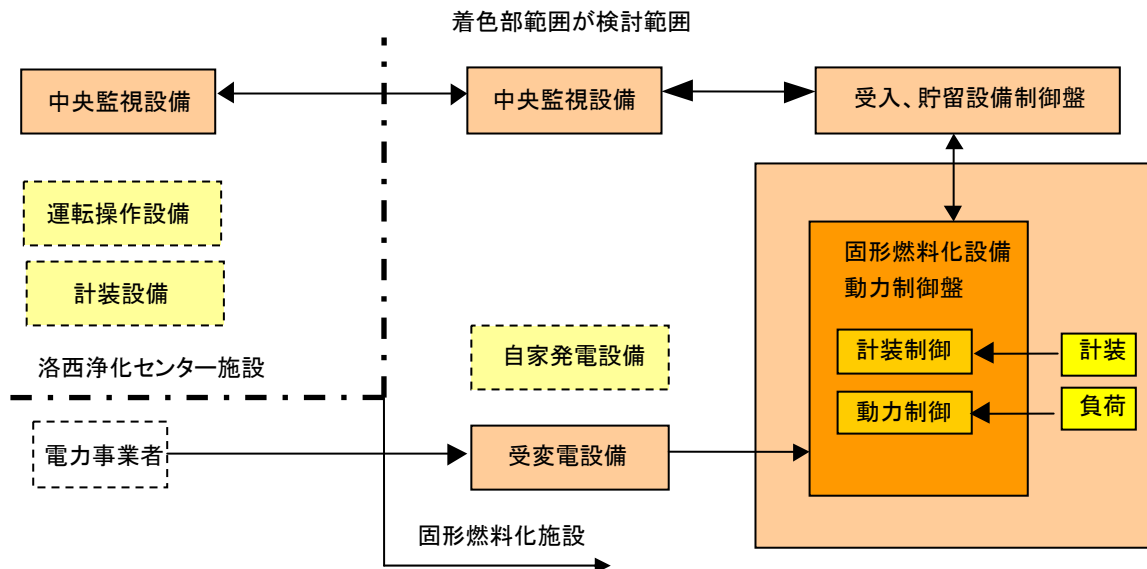 着色部範囲が検討範囲
中央監視設備
中央監視設備
受入、貯留設備制御盤
運転操作設備
計装設備
洛西浄化センター施設
自家発電設備
固形燃料化設備
動力制御盤
計装制御
計装
動力制御
負荷
電力事業者
受変電設備
固形燃料化施設